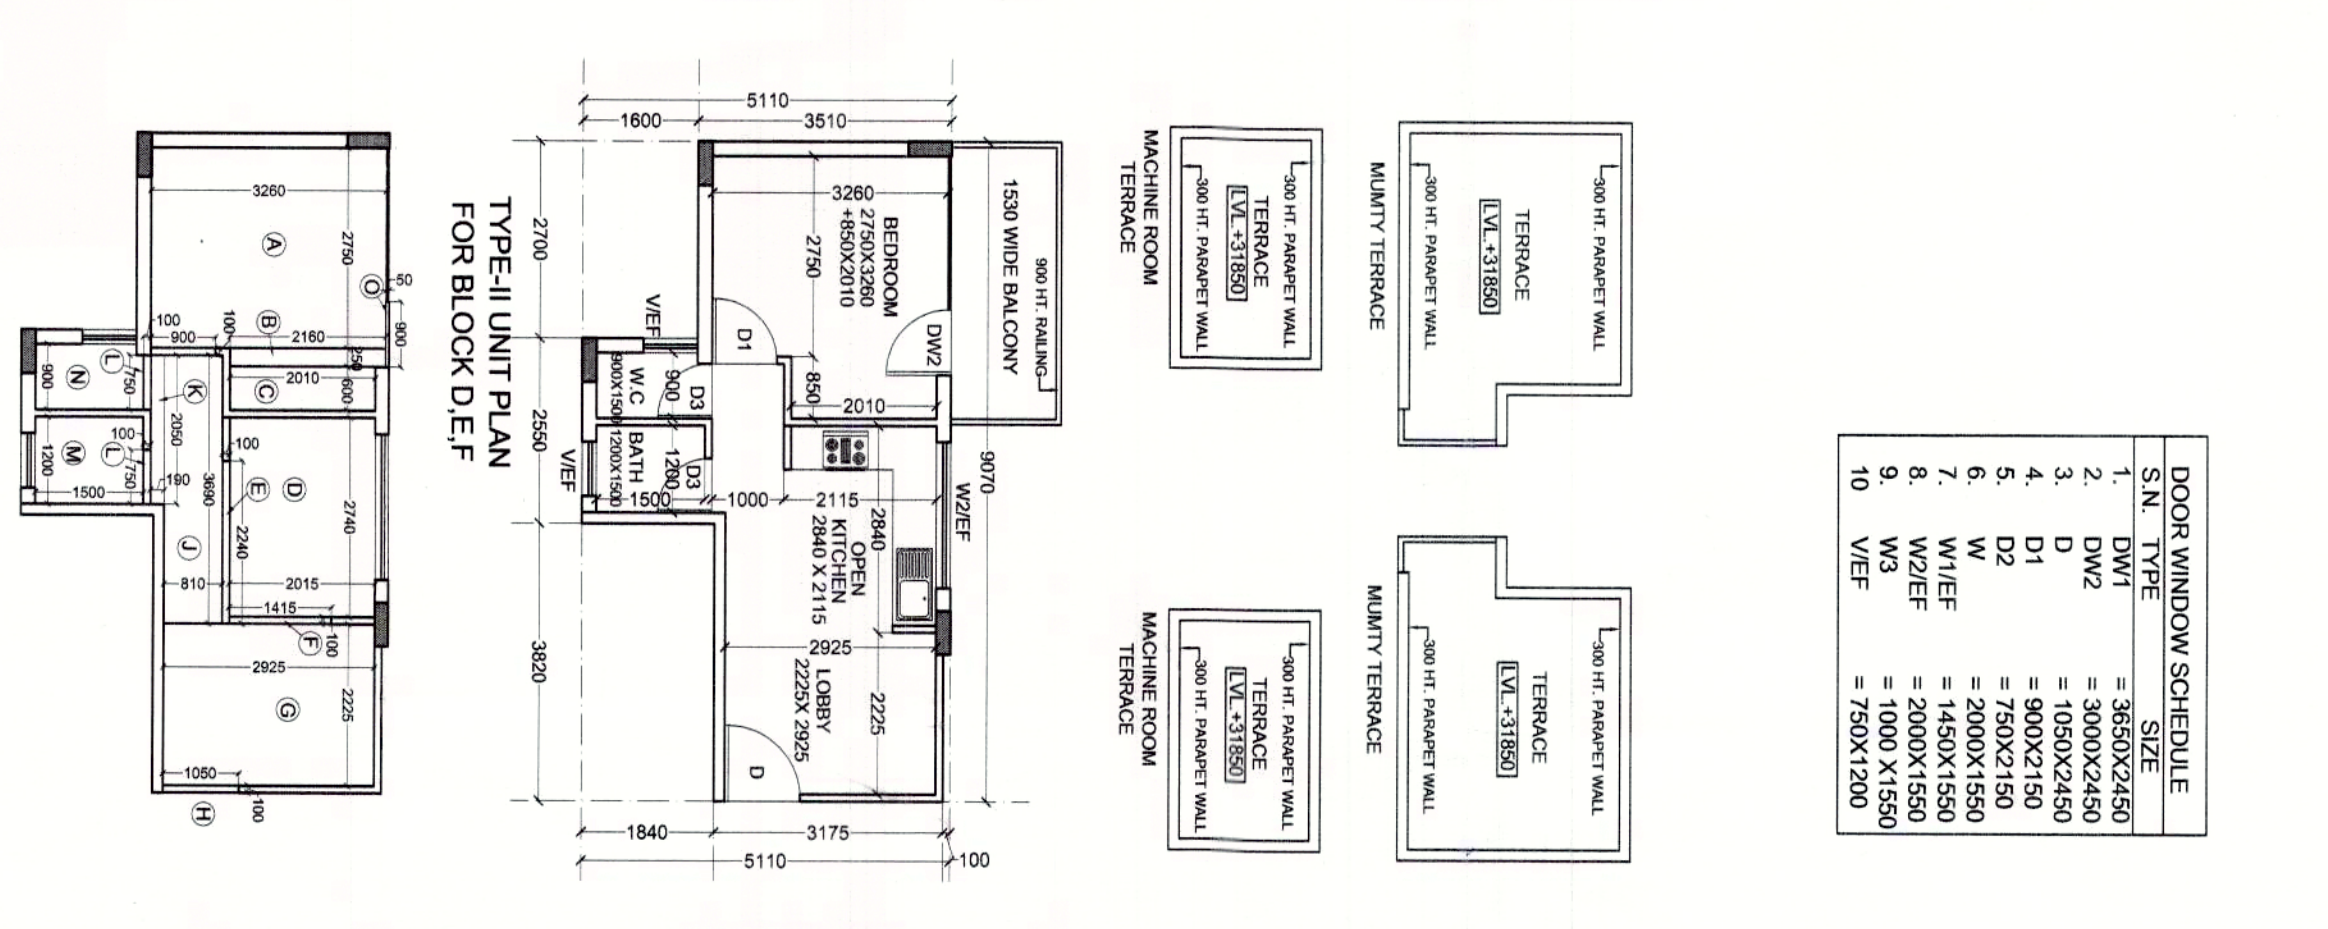 DOOR WINDOW SCHEDULE
S.N. TYPE SIZE
1. DW1 = 3650X2450
2. DW2 = 3000X2450
3. D = 1050X2450
4. D1 = 900X2150
5. D2 = 750X2150
6. W = 2000X1550
7. W1/EF = 1450X1550
8. W2/EF = 2000X1550
9. W3 = 1000 X1550
10 V/EF = 750X1200
300 HT. PARAPET WALL
TERRACE
LVL.+31850
300 HT. PARAPET WALL
MUMTY TERRACE
300 HT. PARAPET WALL
TERRACE
LVL.+31850
300 HT. PARAPET WALL
MUMTY TERRACE
300 HT. PARAPET WALL
TERRACE
LVL.+31850
300 HT. PARAPET WALL
MACHINE ROOM
TERRACE
300 HT. PARAPET WALL
TERRACE
LVL.+31850
300 HT. PARAPET WALL
MACHINE ROOM
TERRACE
5110
1600
3510
900 HT. RAILING
1530 WIDE BALCONY
9070
3260
BEDROOM
2750X3260
+850X2010
2750
DW2
D1
850
2010
V/EF
2700
2550
3820
W.C
900X1500
900
D3
BATH
1200X1500
1200
D3
V/EF
1500
1000
2115
W2/EF
2840
OPEN
KITCHEN
2840 X 2115
2925
LOBBY
2225X 2925
2225
D
1840
3175
5110
100
TYPE-II UNIT PLAN
FOR BLOCK D,E,F
3260
A
2750
50
O
900
100
900
100
B
2160
250
L
N
900
750
K
2010
C
600
2050
100
M
L
1200
750
1500
190
100
3690
E
D
2740
2240
J
810
2015
1415
100
F
2925
2225
G
1050
100
H